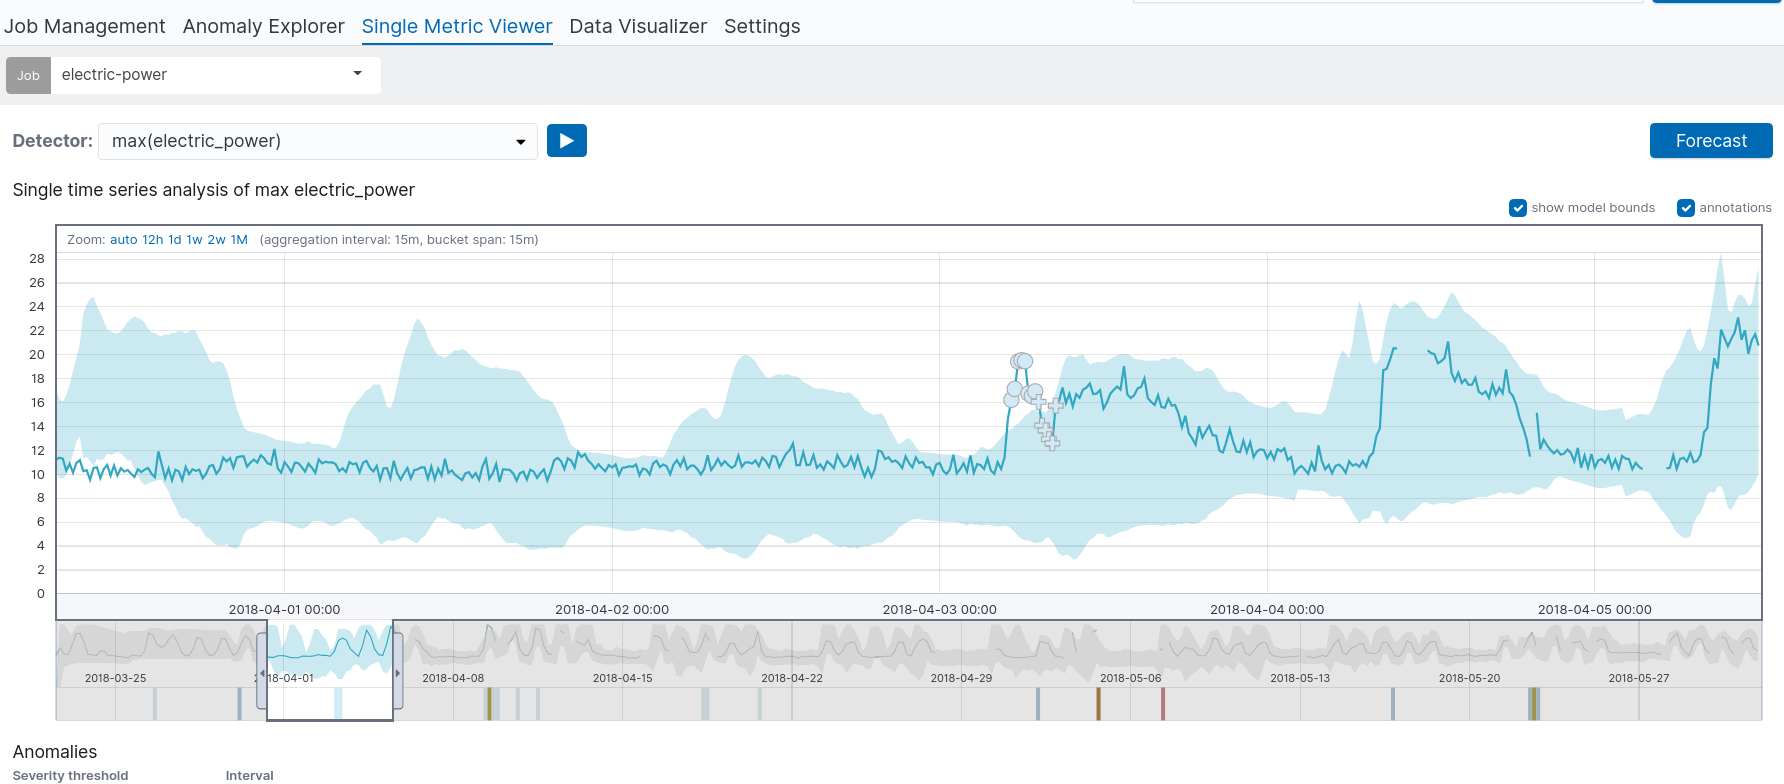 Job Management Anomaly Explorer Single Metric Viewer Data Visualizer Settings
Job electric-power
Detector: max(electric_power) Forecast
Single time series analysis of max electric_power
show model bounds annotations
Zoom: auto 12h 1d 1w 2w 1M (aggregation interval: 15m, bucket span: 15m)
28
26
24
22
20
18
16
14
12
10
8
6
4
2
0
2018-04-01 00:00 2018-04-02 00:00 2018-04-03 00:00 2018-04-04 00:00 2018-04-05 00:00
2018-03-25 18-04-01 2018-04-08 2018-04-15 2018-04-22 2018-04-29 2018-05-06 2018-05-13 2018-05-20 2018-05-27
Anomalies
Severity threshold Interval